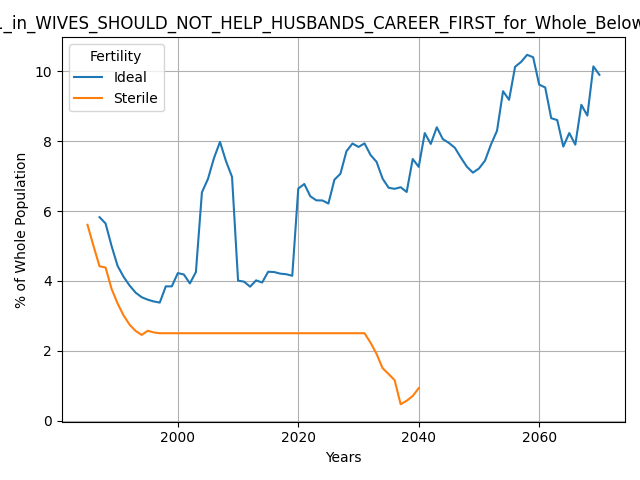 _in_WIVES_SHOULD_NOT_HELP_HUSBANDS_CAREER_FIRST_for_Whole_Below
Fertility
Ideal
Sterile
10
8
6
4
2
0
% of Whole Population
2000 2020 2040 2060
Years